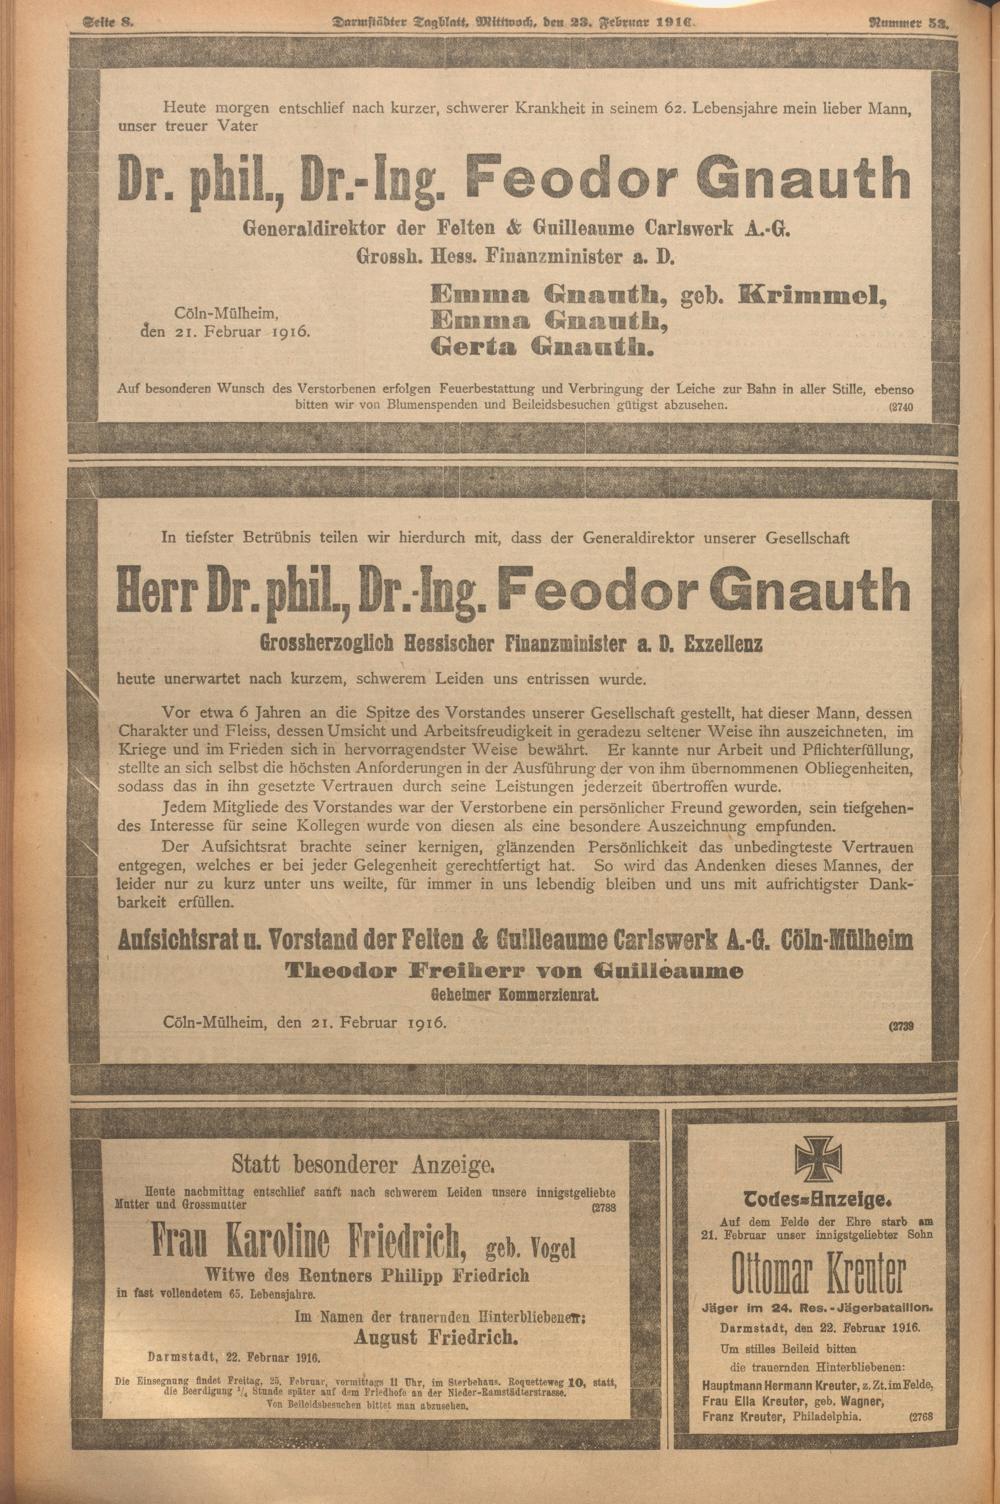 Seite 8.
Darmstädter Tagblatt, Mittwoch, den 23. Februar 1916.
Nummer 53.
Heute morgen entschlief nach kurzer, schwerer Krankheit in seinem 62. Lebensjahre mein lieber Mann,
unser treuer Vater
Dr. phil., Dr.-Ing. Feodor Gnauth
Generaldirektor der Felten & Guilleaume Carlswerk A.-G.
Grossh. Hess. Finanzminister a. D.
Emma Gnauth, geb. Krimmel,
Emma Gnauth,
Gerta Gnauth.
Cöln-Mülheim,
den 21. Februar 1916.
Auf besonderen Wunsch des Verstorbenen erfolgen Feuerbestattung und Verbringung der Leiche zur Bahn in aller Stille, ebenso
bitten wir von Blumenspenden und Beileidsbesuchen gütigst abzusehen. (2740
In tiefster Betrübnis teilen wir hierdurch mit, dass der Generaldirektor unserer Gesellschaft
Herr Dr. phil., Dr.-Ing. Feodor Gnauth
Grossherzoglich Hessischer Finanzminister a. D. Exzellenz
heute unerwartet nach kurzem, schwerem Leiden uns entrissen wurde.
Vor etwa 6 Jahren an die Spitze des Vorstandes unserer Gesellschaft gestellt, hat dieser Mann, dessen
Charakter und Fleiss, dessen Umsicht und Arbeitsfreudigkeit in geradezu seltener Weise ihn auszeichneten, im
Kriege und im Frieden sich in hervorragendster Weise bewährt. Er kannte nur Arbeit und Pflichterfüllung,
stellte an sich selbst die höchsten Anforderungen in der Ausführung der von ihm übernommenen Obliegenheiten,
sodass das in ihn gesetzte Vertrauen durch seine Leistungen jederzeit übertroffen wurde.
Jedem Mitgliede des Vorstandes war der Verstorbene ein persönlicher Freund geworden, sein tiefgehen-
des Interesse für seine Kollegen wurde von diesen als eine besondere Auszeichnung empfunden.
Der Aufsichtsrat brachte seiner kernigen, glänzenden Persönlichkeit das unbedingteste Vertrauen
entgegen, welches er bei jeder Gelegenheit gerechtfertigt hat. So wird das Andenken dieses Mannes, der
leider nur zu kurz unter uns weilte, für immer in uns lebendig bleiben und uns mit aufrichtigster Dank-
barkeit erfüllen.
Aufsichtsrat u. Vorstand der Felten & Guilleaume Carlswerk A.-G. Cöln-Mülheim
Theodor Freiherr von Guilleaume
Geheimer Kommerzienrat.
Cöln-Mülheim, den 21. Februar 1916. (2739
Statt besonderer Anzeige.
Heute nachmittag entschlief sanft nach schwerem Leiden unsere innigstgeliebte
Mutter und Grossmutter (2788
Frau Karoline Friedrich, geb. Vogel
Witwe des Rentners Philipp Friedrich
in fast vollendetem 65. Lebensjahre.
Im Namen der trauernden Hinterbliebenen:
August Friedrich.
Darmstadt, 22. Februar 1916.
Die Einsegnung findet Freitag, 25. Februar, vormittags 11 Uhr, im Sterbehaus, Roquetteweg 10, statt,
die Beerdigung 1/4 Stunde später auf dem Friedhofe an der Nieder-Ramstädterstrasse.
Von Beileidsbesuchen bittet man abzusehen.
Todes=Anzeige.
Auf dem Felde der Ehre starb am
21. Februar unser innigstgeliebter Sohn
Ottomar Kreuter
Jäger im 24. Res.-Jägerbataillon.
Darmstadt, den 22. Februar 1916.
Um stilles Beileid bitten
die trauernden Hinterbliebenen:
Hauptmann Hermann Kreuter, z. Zt. im Felde,
Frau Ella Kreuter, geb. Wagner,
Franz Kreuter, Philadelphia. (2768